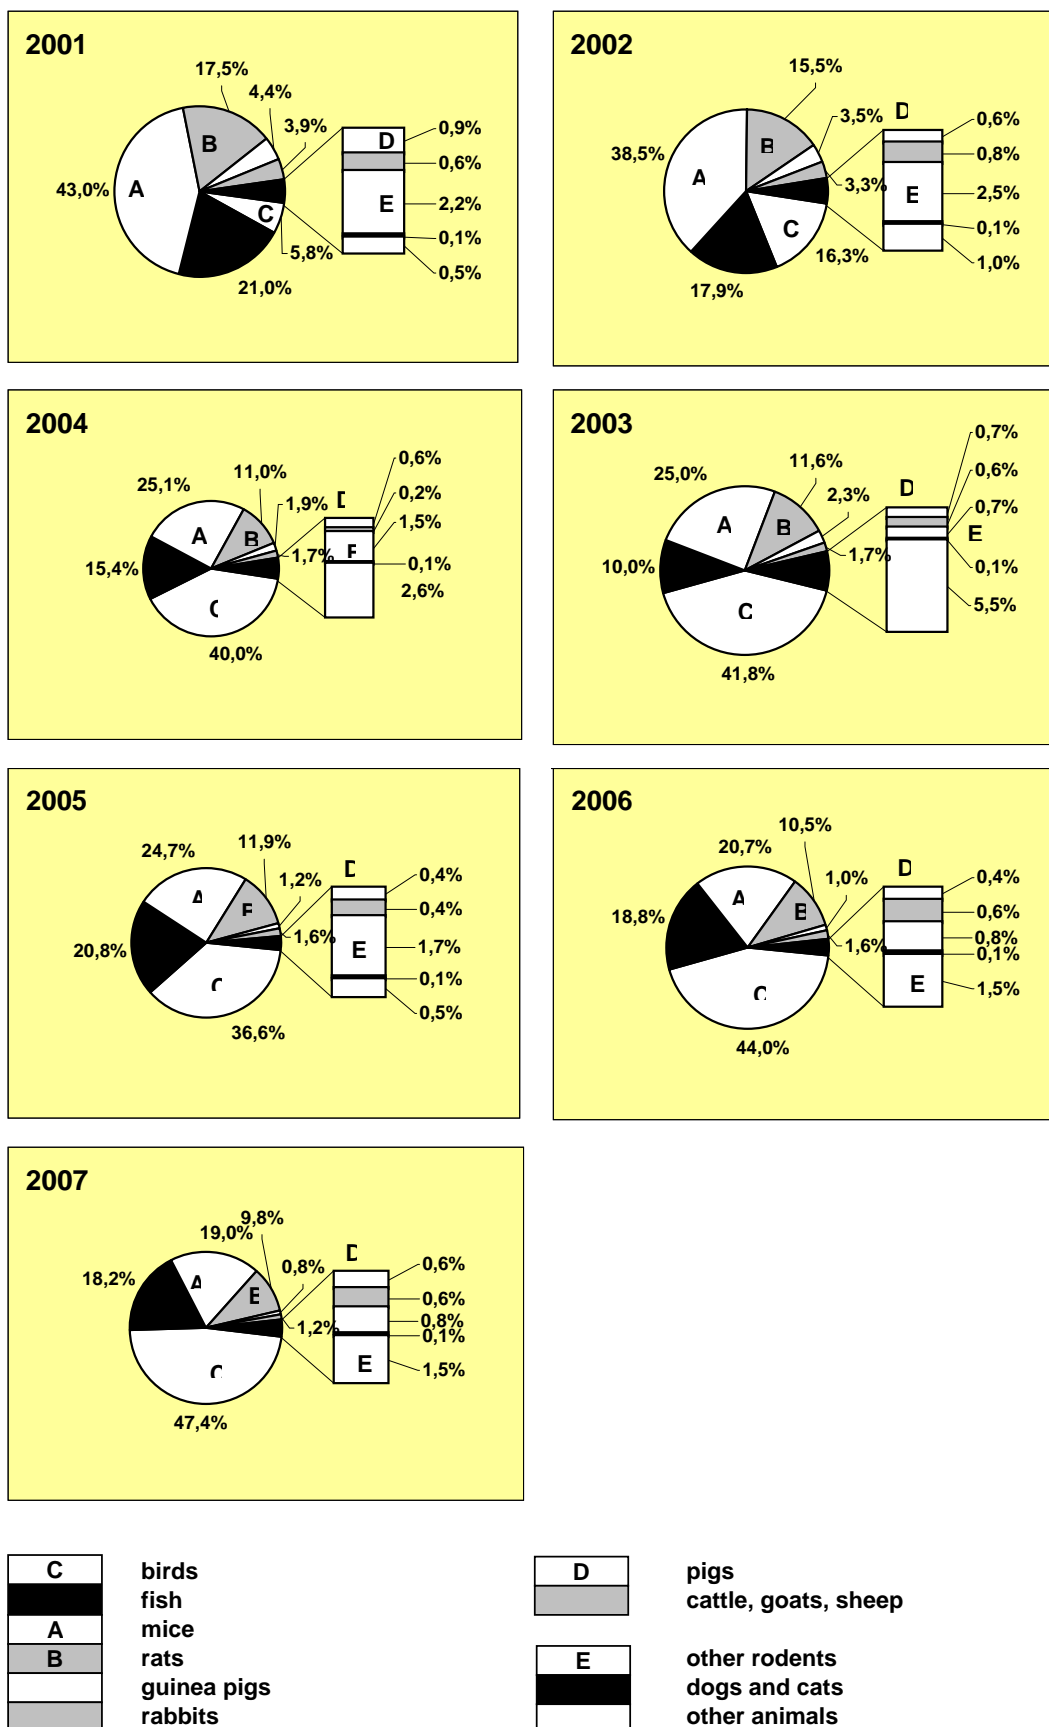 2001
17,5%
4,4%
3,9%
43,0%
A
B
C
5,8%
21,0%
D
E
0,9%
0,6%
2,2%
0,1%
0,5%
2002
15,5%
3,5%
38,5%
A
B
3,3%
C
16,3%
17,9%
D
E
0,6%
0,8%
2,5%
0,1%
1,0%
2004
25,1%
11,0%
1,9%
A
B
1,7%
15,4%
C
40,0%
0,6%
0,2%
1,5%
0,1%
2,6%
2003
25,0%
11,6%
2,3%
A
B
1,7%
10,0%
C
41,8%
D
E
0,7%
0,6%
0,7%
0,1%
5,5%
2005
24,7%
11,9%
1,2%
A
1,6%
20,8%
C
36,6%
D
E
0,4%
0,4%
1,7%
0,1%
0,5%
2006
20,7%
10,5%
1,0%
A
B
1,6%
18,8%
C
44,0%
D
E
0,4%
0,6%
0,8%
0,1%
1,5%
2007
19,0%
9,8%
0,8%
A
B
1,2%
18,2%
C
47,4%
D
E
0,6%
0,6%
0,8%
0,1%
1,5%
C birds
fish
A mice
B rats
guinea pigs
rabbits
D pigs
cattle, goats, sheep
E other rodents
dogs and cats
other animals